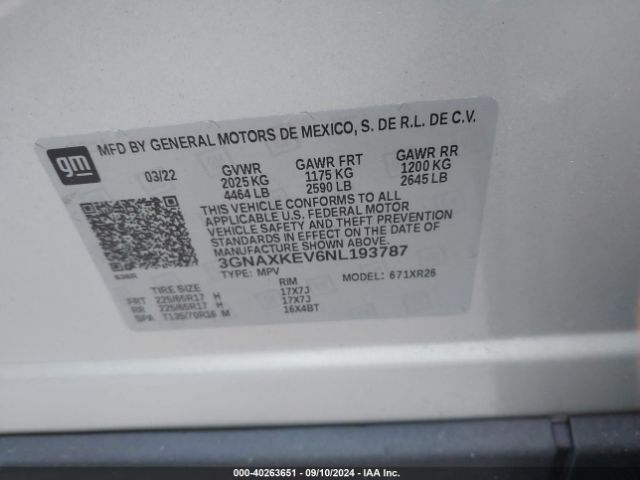 gm
MFD BY GENERAL MOTORS DE MEXICO, S. DE R.L. DE C.V.
03/22
GVWR GAWR FRT GAWR RR
2025 KG 1175 KG 1200 KG
4464 LB 2590 LB 2645 LB
THIS VEHICLE CONFORMS TO ALL
APPLICABLE U.S. FEDERAL MOTOR
VEHICLE SAFETY AND THEFT PREVENTION
STANDARDS IN EFFECT ON THE DATE OF
MANUFACTURE SHOWN ABOVE.
3GNAXKEV6NL193787
TYPE: MPV MODEL: 671XR26
TIRE SIZE RIM
FRT 225/65R17 H 17X7J
RR 225/65R17 H 17X7J
SPA T135/70R16 M 16X4BT
000-40263651 - 09/10/2024 - IAA Inc.